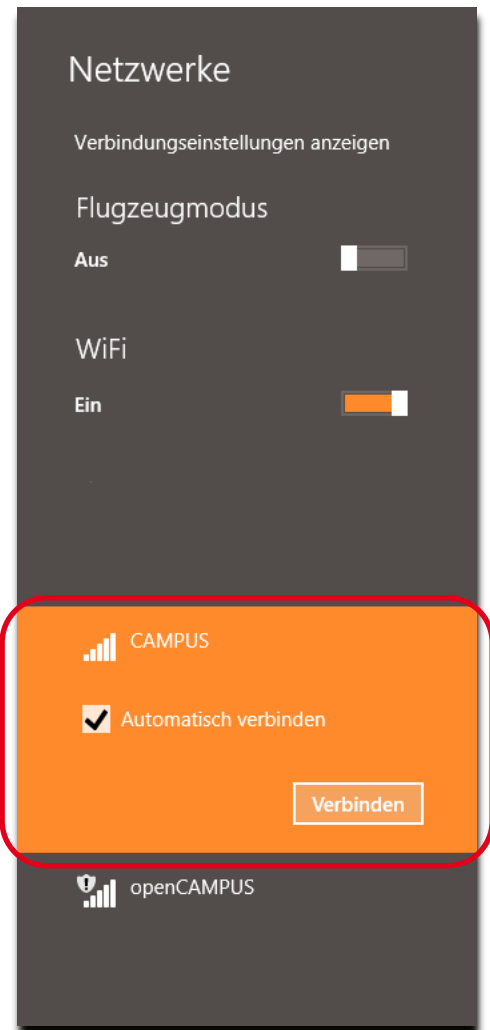 Netzwerke
Verbindungseinstellungen anzeigen
Flugzeugmodus
Aus
WiFi
Ein
CAMPUS
Automatisch verbinden
Verbinden
openCAMPUS